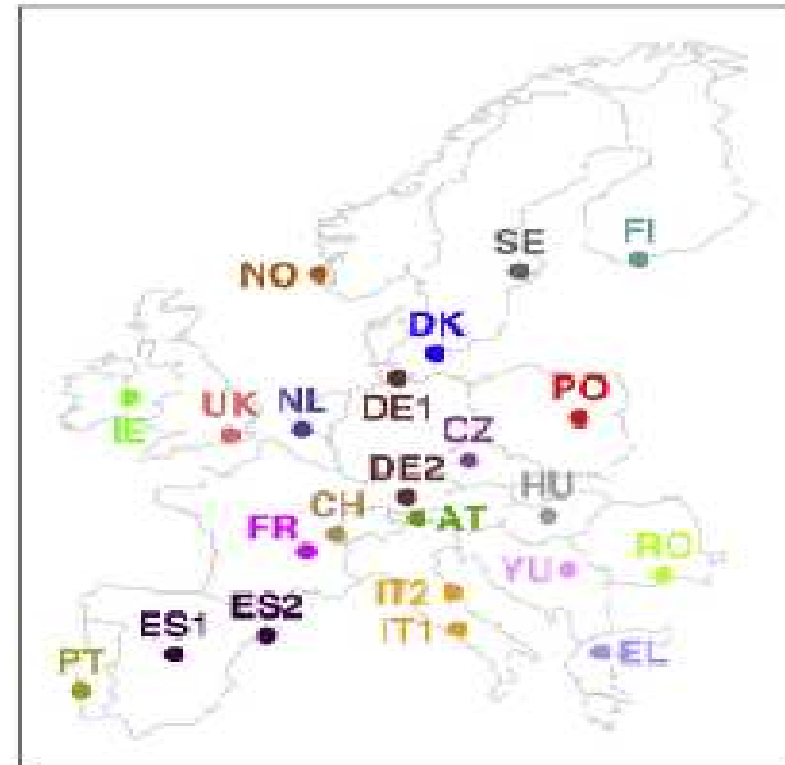 FI
SE
NO
DK
DE1
PO
UK
NL
IE
CZ
DE2
HU
CH
AT
FR
RO
YU
IT2
ES2
ES1
IT1
EL
PT